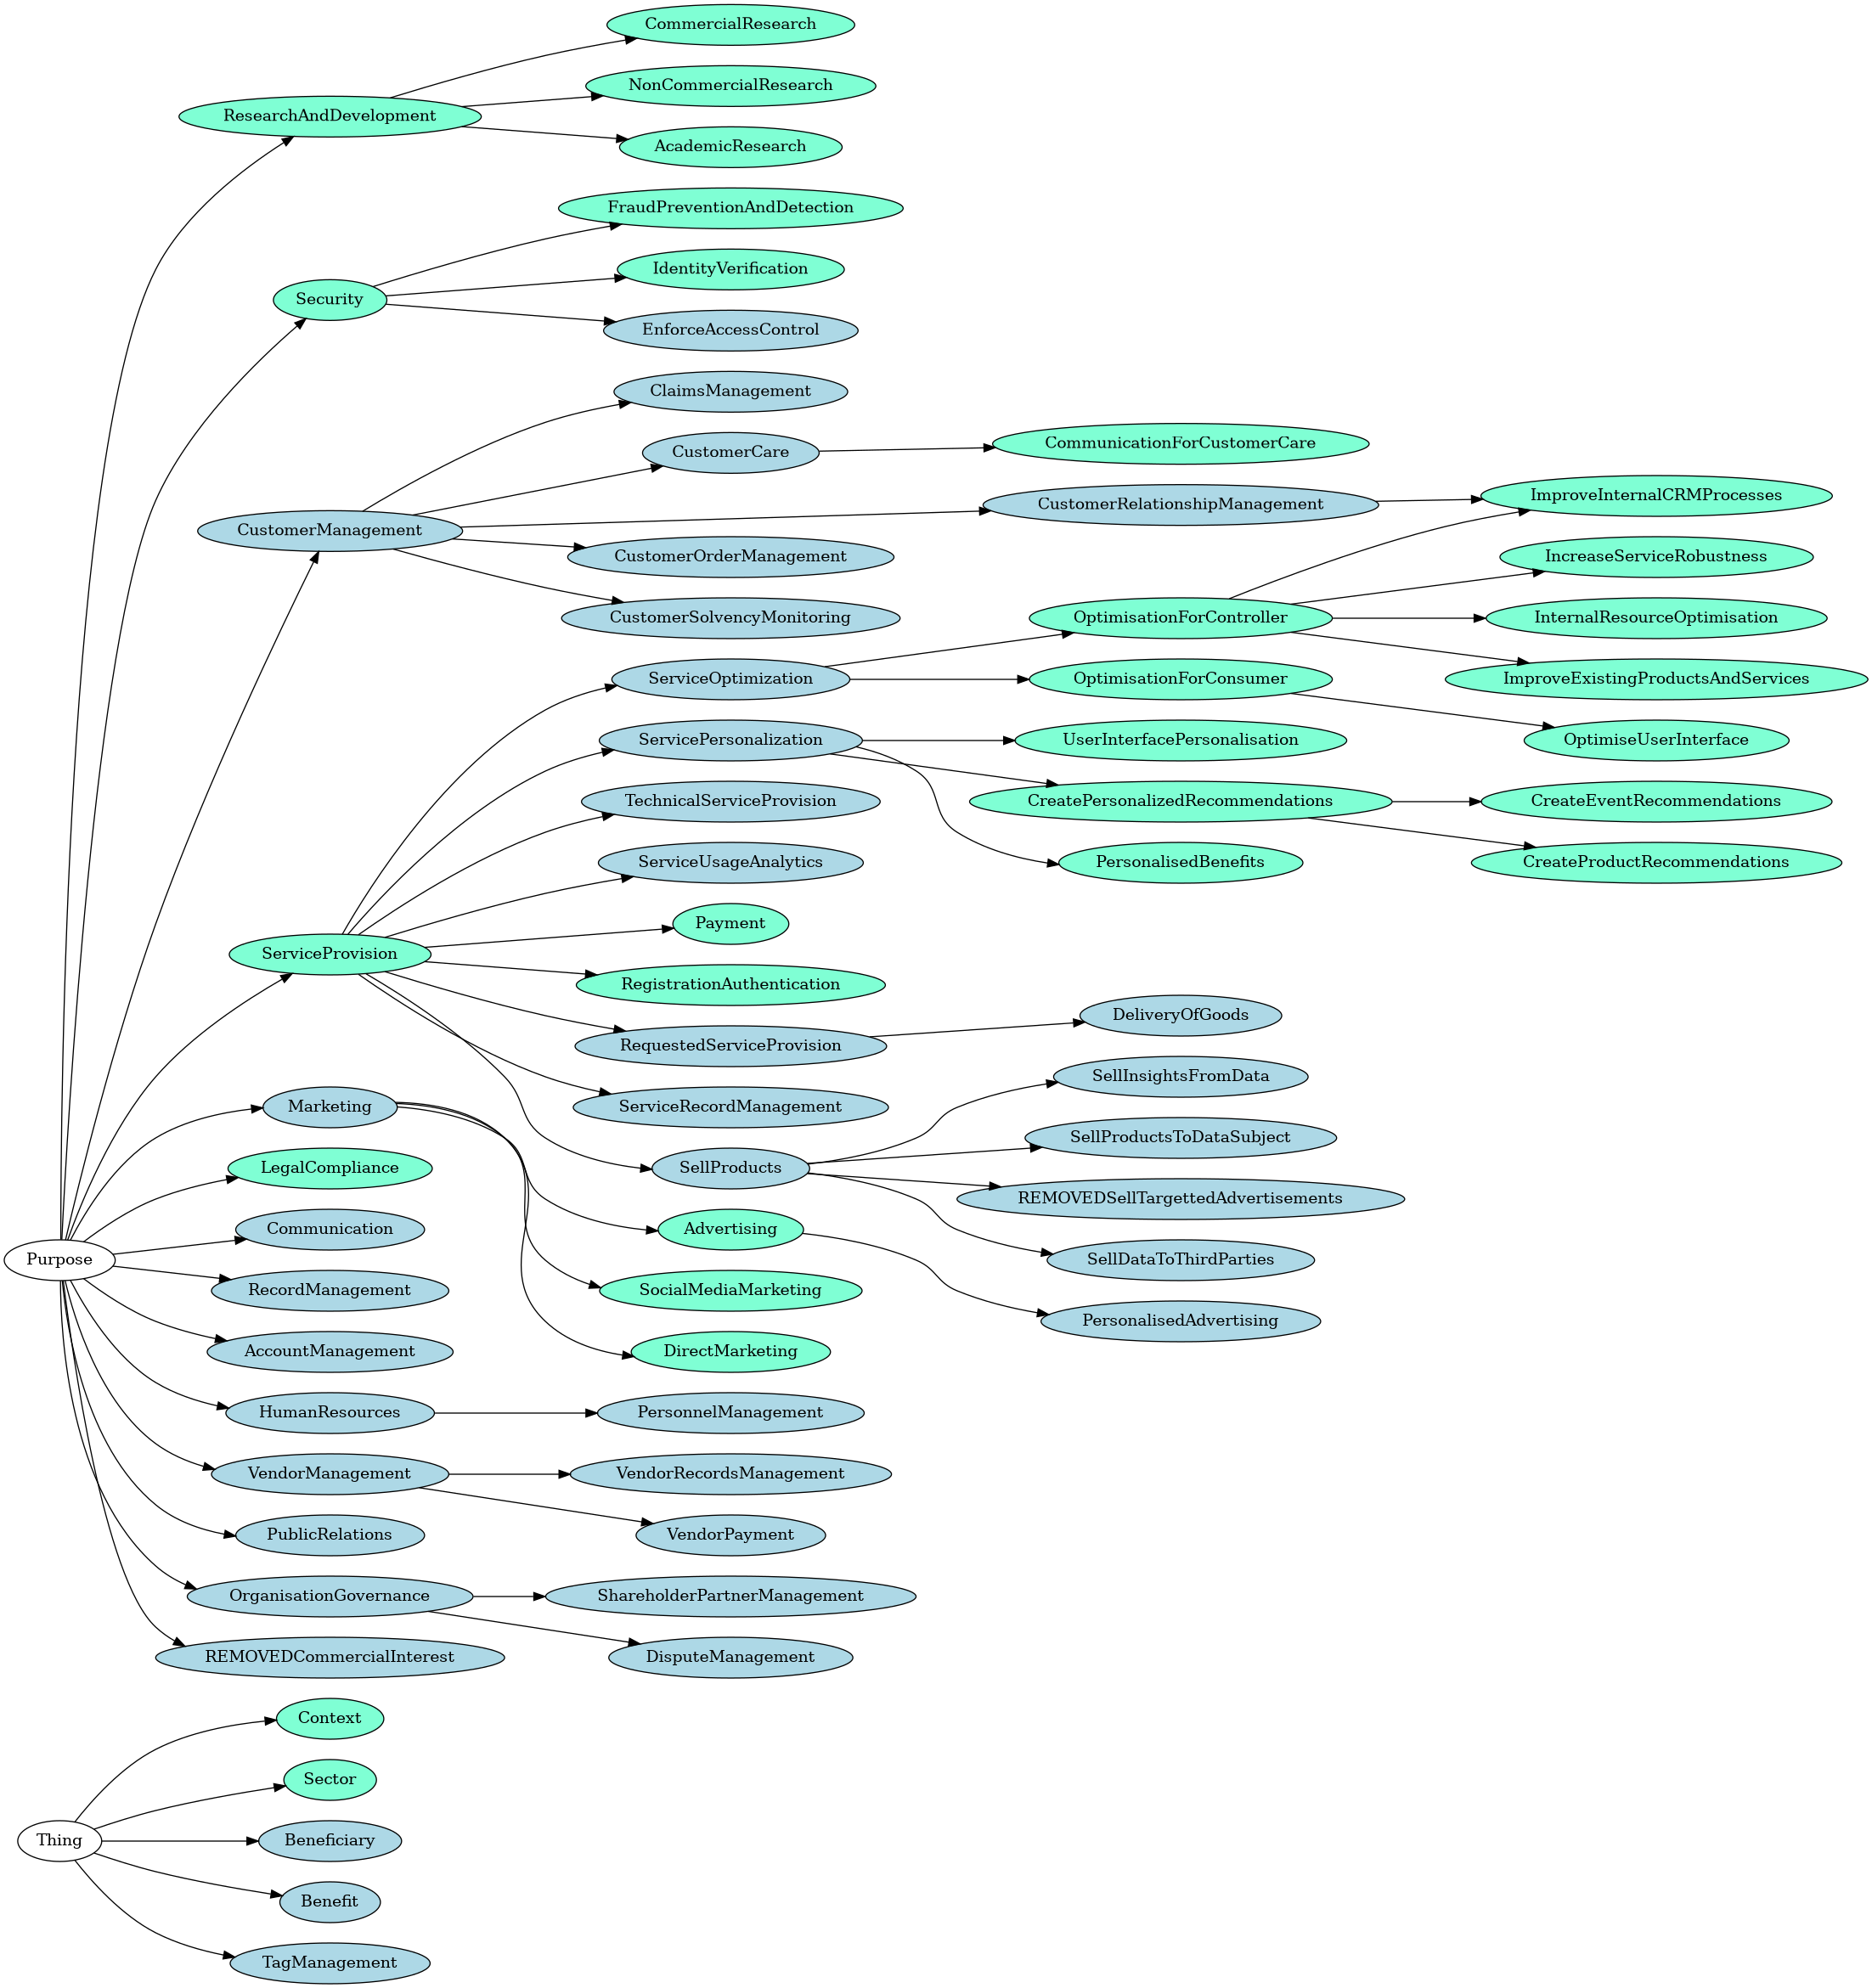 CommercialResearch
NonCommercialResearch
ResearchAndDevelopment
AcademicResearch
FraudPreventionAndDetection
IdentityVerification
Security
EnforceAccessControl
ClaimsManagement
CustomerCare
CommunicationForCustomerCare
CustomerRelationshipManagement
ImproveInternalCRMProcesses
CustomerManagement
CustomerOrderManagement
IncreaseServiceRobustness
CustomerSolvencyMonitoring
OptimisationForController
InternalResourceOptimisation
ServiceOptimization
OptimisationForConsumer
ImproveExistingProductsAndServices
ServicePersonalization
UserInterfacePersonalisation
OptimiseUserInterface
TechnicalServiceProvision
CreatePersonalizedRecommendations
CreateEventRecommendations
ServiceUsageAnalytics
PersonalisedBenefits
CreateProductRecommendations
Payment
ServiceProvision
RegistrationAuthentication
DeliveryOfGoods
RequestedServiceProvision
SellInsightsFromData
Marketing
ServiceRecordManagement
SellProductsToDataSubject
LegalCompliance
SellProducts
REMOVEDSellTargettedAdvertisements
Communication
Advertising
SellDataToThirdParties
Purpose
RecordManagement
SocialMediaMarketing
PersonalisedAdvertising
AccountManagement
DirectMarketing
HumanResources
PersonnelManagement
VendorManagement
VendorRecordsManagement
PublicRelations
VendorPayment
OrganisationGovernance
ShareholderPartnerManagement
REMOVEDCommercialInterest
DisputeManagement
Context
Sector
Thing
Beneficiary
Benefit
TagManagement